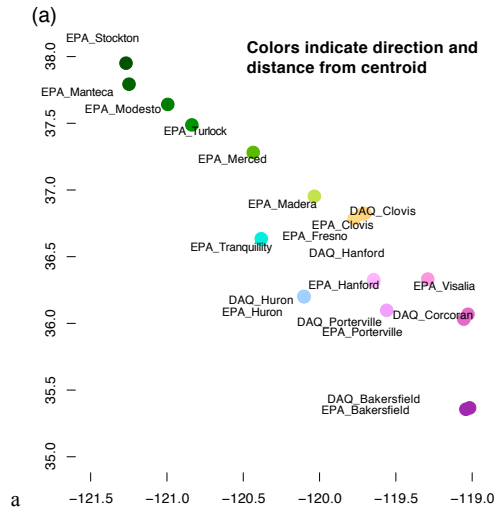 (a)
EPA_Stockton
Colors indicate direction and
distance from centroid
38.0
EPA_Manteca
EPA_Modesto
37.5
EPA_Turlock
EPA_Merced
37.0
EPA_Madera
DAQ_Clovis
EPA_Clovis
EPA_Fresno
36.5
EPA_Tranquillity
DAQ_Hanford
EPA_Hanford
EPA_Visalia
DAQ_Huron
EPA_Huron
36.0
DAQ_Porterville
DAQ_Corcoran
EPA_Porterville
35.5
DAQ_Bakersfield
EPA_Bakersfield
35.0
a
−121.5 −121.0 −120.5 −120.0 −119.5 −119.0